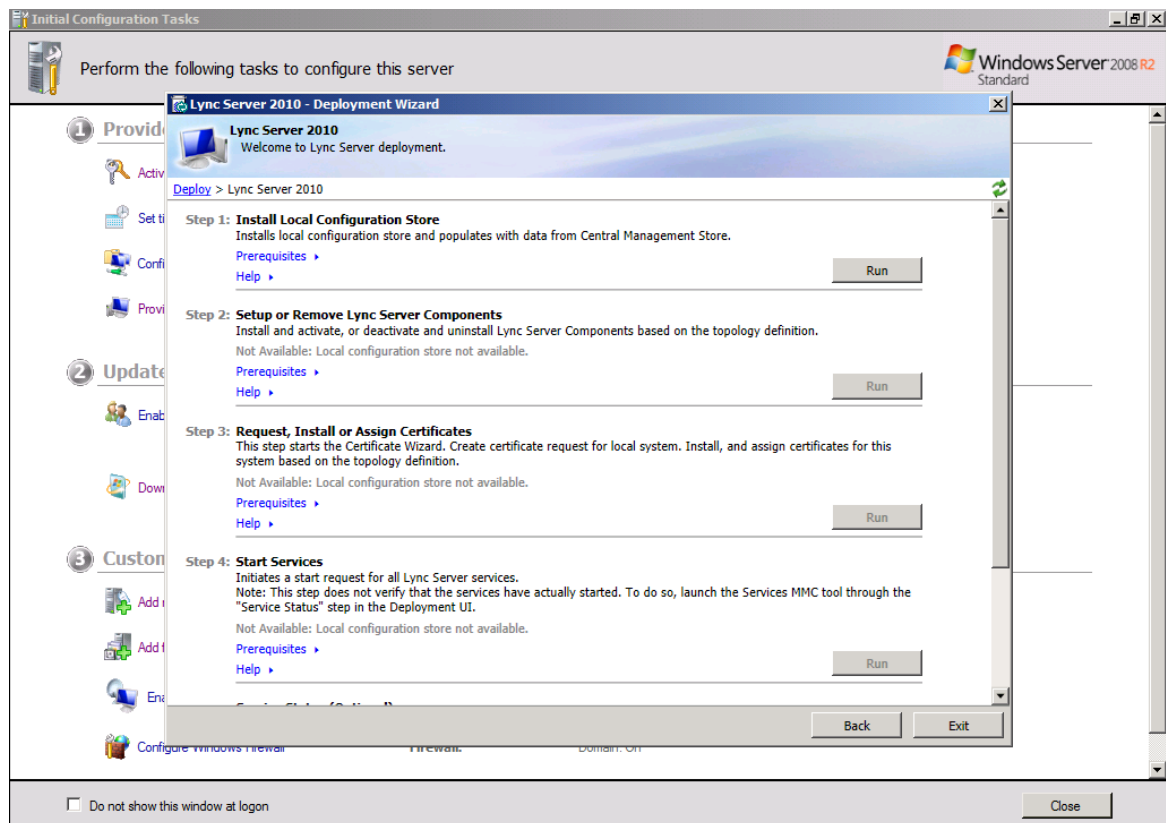 Initial Configuration Tasks
Perform the following tasks to configure this server
Windows Server 2008 R2
Standard
Lync Server 2010 - Deployment Wizard
Lync Server 2010
Welcome to Lync Server deployment.
Deploy > Lync Server 2010
1 Provid
Activ
Set ti
Confi
Provi
2 Update
Enab
Down
3 Custom
Add r
Add f
Ena
Configure Windows Firewall
Firewall:
Domain: On
Step 1: Install Local Configuration Store
Installs local configuration store and populates with data from Central Management Store.
Prerequisites
Help
Run
Step 2: Setup or Remove Lync Server Components
Install and activate, or deactivate and uninstall Lync Server Components based on the topology definition.
Not Available: Local configuration store not available.
Prerequisites
Help
Run
Step 3: Request, Install or Assign Certificates
This step starts the Certificate Wizard. Create certificate request for local system. Install, and assign certificates for this
system based on the topology definition.
Not Available: Local configuration store not available.
Prerequisites
Help
Run
Step 4: Start Services
Initiates a start request for all Lync Server services.
Note: This step does not verify that the services have actually started. To do so, launch the Services MMC tool through the
"Service Status" step in the Deployment UI.
Not Available: Local configuration store not available.
Prerequisites
Help
Run
Service Status (Optional)
Back
Exit
Do not show this window at logon
Close